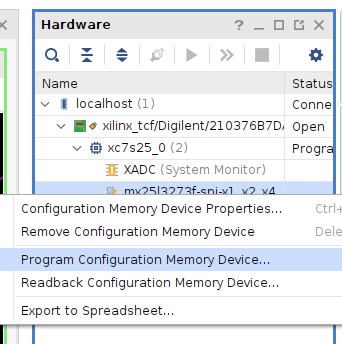 Hardware
Name Status
localhost (1) Conne
xilinx_tcf/Digilent/210376B7D Open
xc7s25_0 (2) Progra
XADC (System Monitor)
mx25l3273f-spi-x1_x2_x4
Configuration Memory Device Properties... Ctrl+
Remove Configuration Memory Device Dele
Program Configuration Memory Device...
Readback Configuration Memory Device...
Export to Spreadsheet...